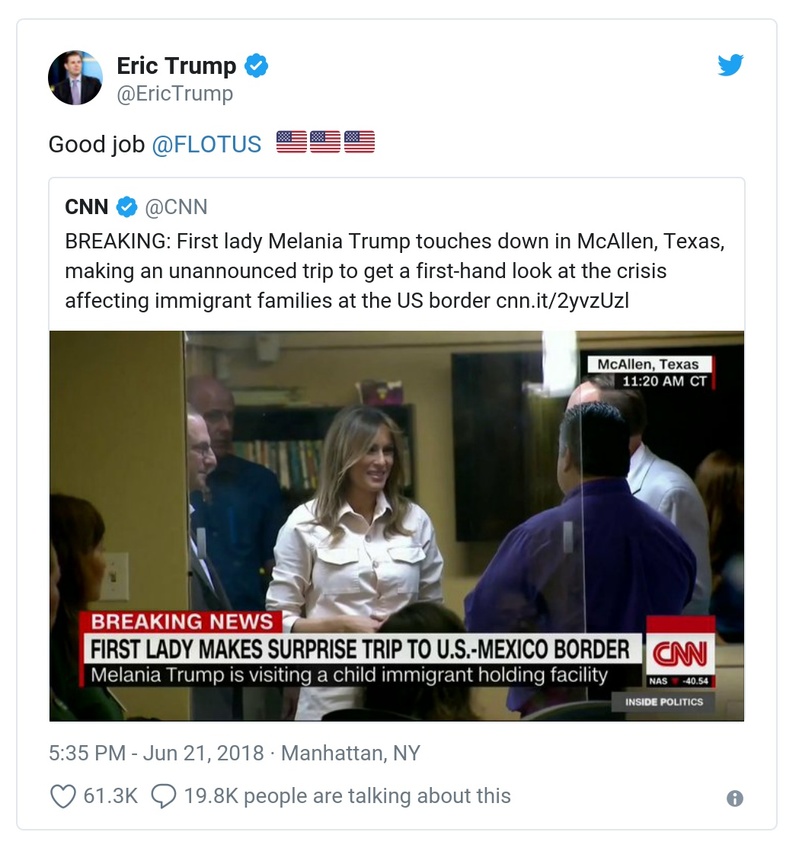 Eric Trump
@EricTrump
Good job @FLOTUS 🇺🇸🇺🇸🇺🇸
CNN @CNN
BREAKING: First lady Melania Trump touches down in McAllen, Texas,
making an unannounced trip to get a first-hand look at the crisis
affecting immigrant families at the US border cnn.it/2yvzUzl
McAllen, Texas
11:20 AM CT
BREAKING NEWS
FIRST LADY MAKES SURPRISE TRIP TO U.S.-MEXICO BORDER
Melania Trump is visiting a child immigrant holding facility
CNN
NAS ▼ -40.54
INSIDE POLITICS
5:35 PM - Jun 21, 2018 · Manhattan, NY
61.3K 19.8K people are talking about this